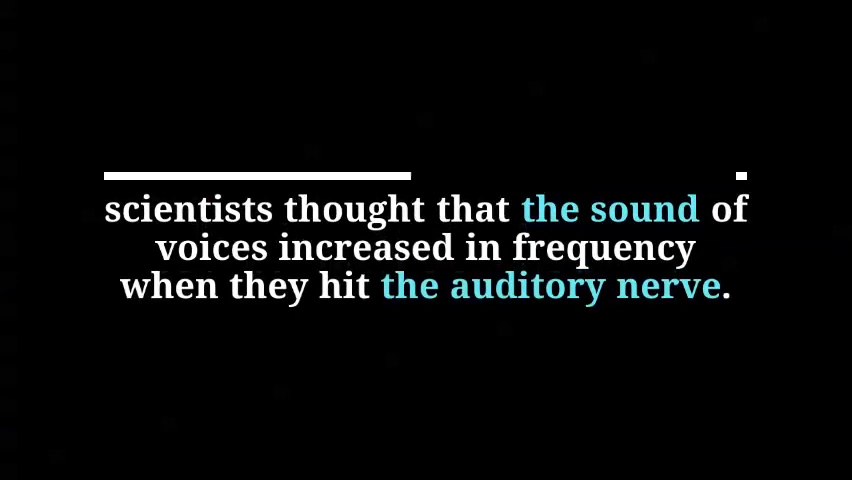 scientists thought that the sound of
voices increased in frequency
when they hit the auditory nerve.